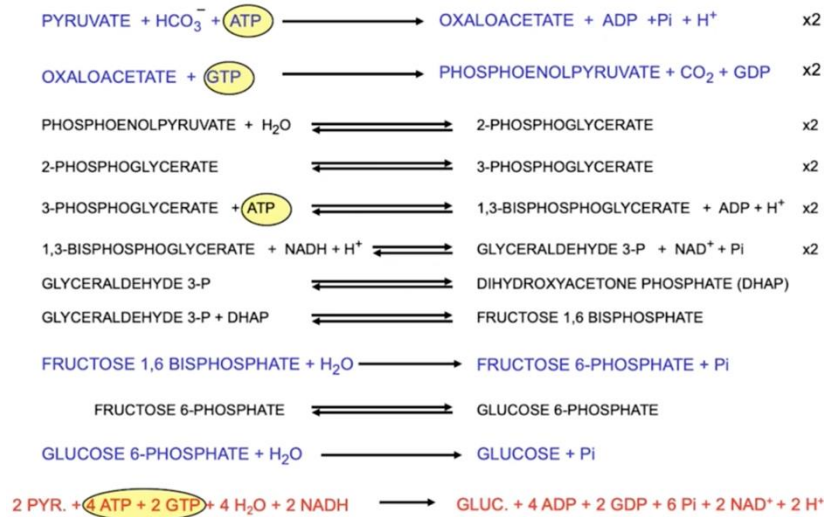 PYRUVATE + HCO₃⁻ + ATP ⟶ OXALOACETATE + ADP +Pi + H⁺ x2
OXALOACETATE + GTP ⟶ PHOSPHOENOLPYRUVATE + CO₂ + GDP x2
PHOSPHOENOLPYRUVATE + H₂O ⇌ 2-PHOSPHOGLYCERATE x2
2-PHOSPHOGLYCERATE ⇌ 3-PHOSPHOGLYCERATE x2
3-PHOSPHOGLYCERATE + ATP ⇌ 1,3-BISPHOSPHOGLYCERATE + ADP + H⁺ x2
1,3-BISPHOSPHOGLYCERATE + NADH + H⁺ ⇌ GLYCERALDEHYDE 3-P + NAD⁺ + Pi x2
GLYCERALDEHYDE 3-P ⇌ DIHYDROXYACETONE PHOSPHATE (DHAP)
GLYCERALDEHYDE 3-P + DHAP ⇌ FRUCTOSE 1,6 BISPHOSPHATE
FRUCTOSE 1,6 BISPHOSPHATE + H₂O ⟶ FRUCTOSE 6-PHOSPHATE + Pi
FRUCTOSE 6-PHOSPHATE ⇌ GLUCOSE 6-PHOSPHATE
GLUCOSE 6-PHOSPHATE + H₂O ⟶ GLUCOSE + Pi
2 PYR. + 4 ATP + 2 GTP + 4 H₂O + 2 NADH ⟶ GLUC. + 4 ADP + 2 GDP + 6 Pi + 2 NAD⁺ + 2 H⁺